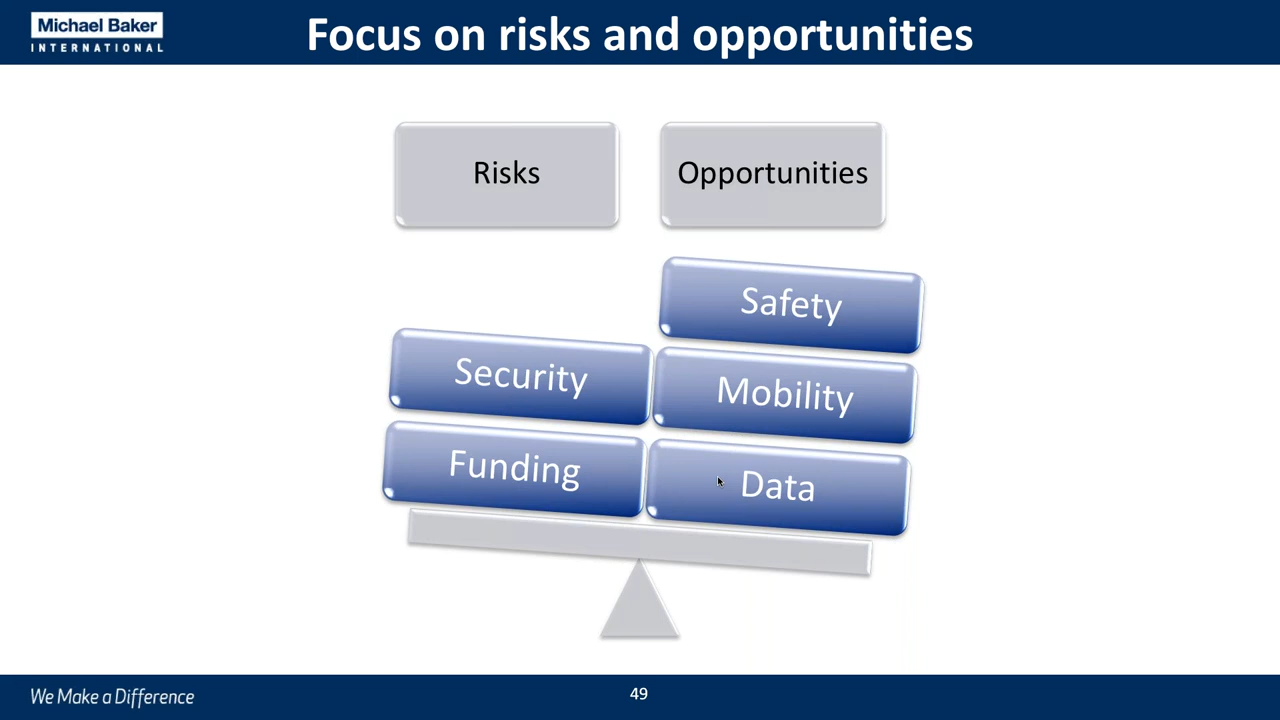 Michael Baker
INTERNATIONAL
Focus on risks and opportunities
Risks
Opportunities
Safety
Security
Mobility
Funding
Data
We Make a Difference
49